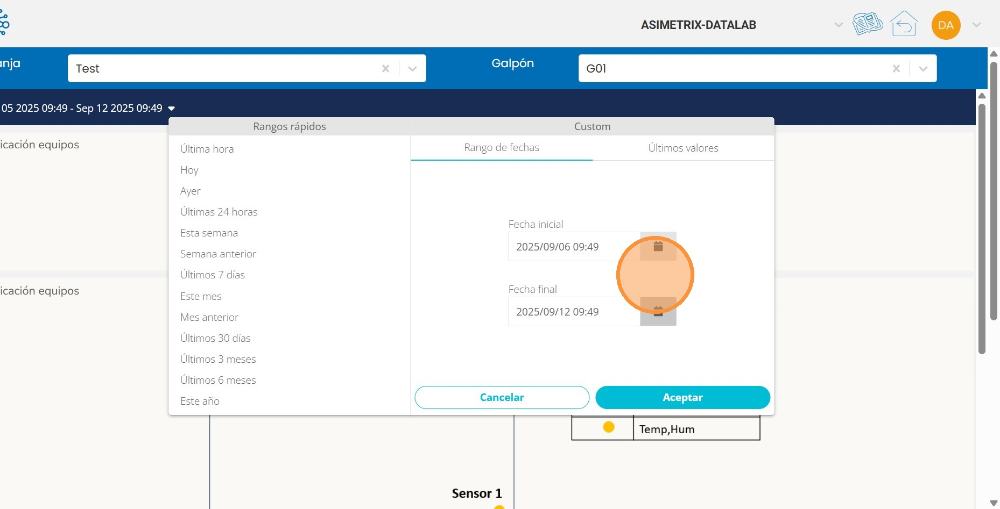 ASIMETRIX-DATALAB
DA
anja
Test
Galpón
G01
05 2025 09:49 - Sep 12 2025 09:49
icación equipos
Rangos rápidos
Última hora
Hoy
Ayer
Últimas 24 horas
Esta semana
Semana anterior
Últimos 7 días
Este mes
Mes anterior
Últimos 30 días
Últimos 3 meses
Últimos 6 meses
Este año
Custom
Rango de fechas
Últimos valores
Fecha inicial
2025/09/06 09:49
Fecha final
2025/09/12 09:49
Cancelar
Aceptar
icación equipos
Temp,Hum
Sensor 1